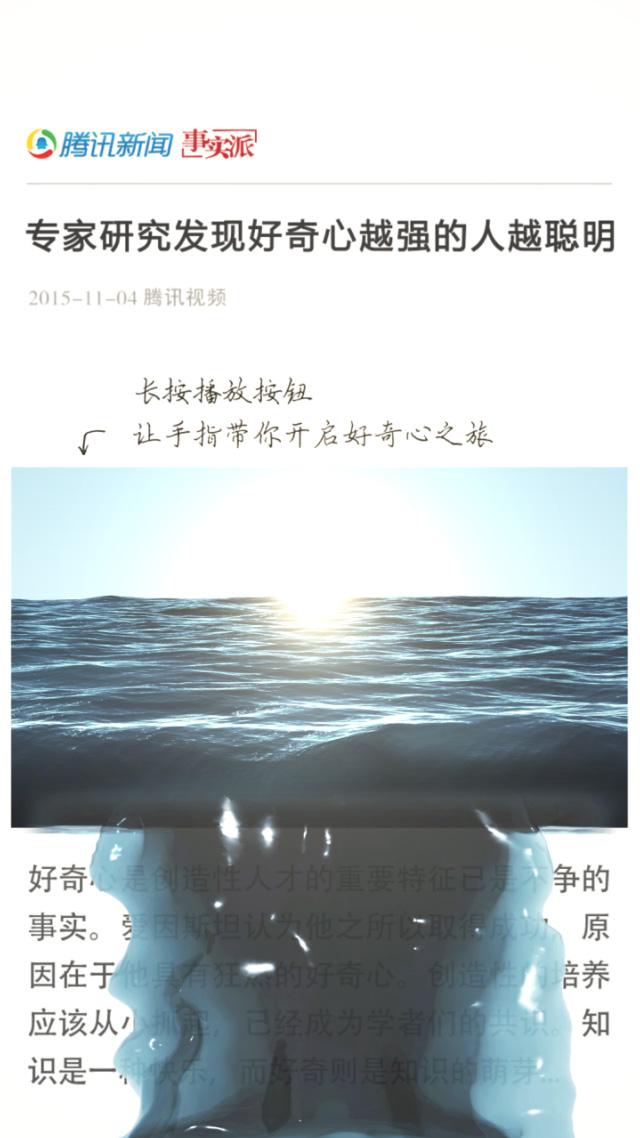 腾讯新闻 事实派
专家研究发现好奇心越强的人越聪明
2015-11-04 腾讯视频
长按播放按钮
让手指带你开启好奇心之旅
好奇心是创造性人才的重要特征已是不争的
事实。爱因斯坦认为他之所以取得成功，原
因在于他具有狂热的好奇心。创造性的培养
应该从小抓起，已经成为学者们的共识。知
识是一种快乐，而好奇则是知识的萌芽...